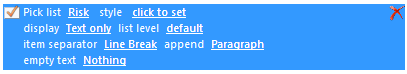 Pick list Risk style click to set
display Text only list level default
item separator Line Break append Paragraph
empty text Nothing